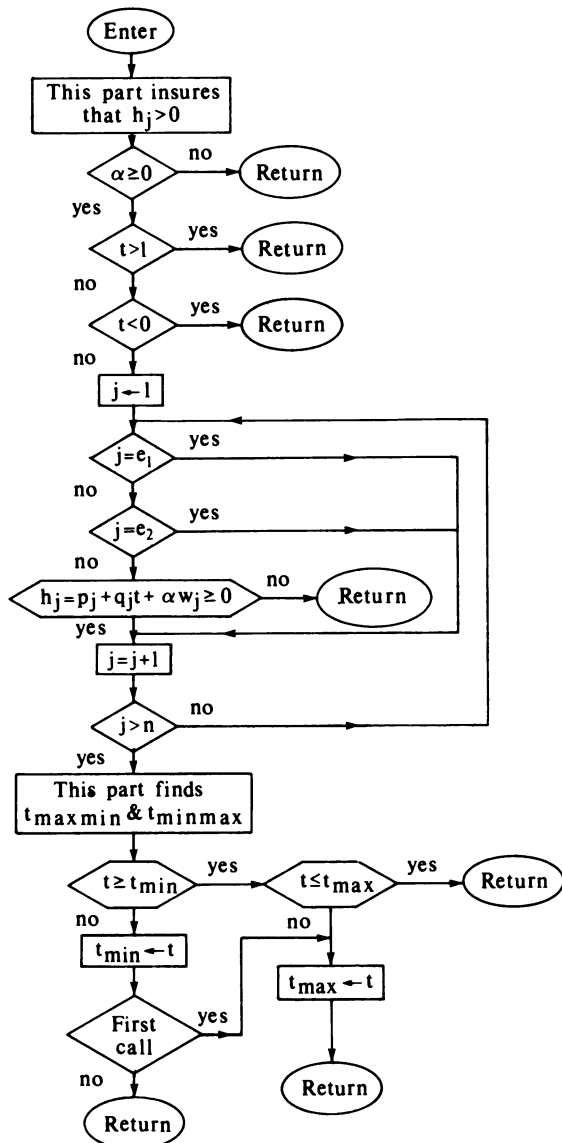 Enter
This part insures
that h_j>0
α≥0
no
Return
yes
t>1
yes
Return
no
t<0
yes
Return
no
j←1
j=e_1
yes
no
j=e_2
yes
no
h_j=p_j+q_jt+αw_j≥0
no
Return
yes
j=j+1
j>n
no
yes
This part finds
t_maxmin & t_minmax
t≥t_min
yes
t≤t_max
yes
Return
no
no
t_min←t
t_max←t
First
call
yes
Return
no
Return